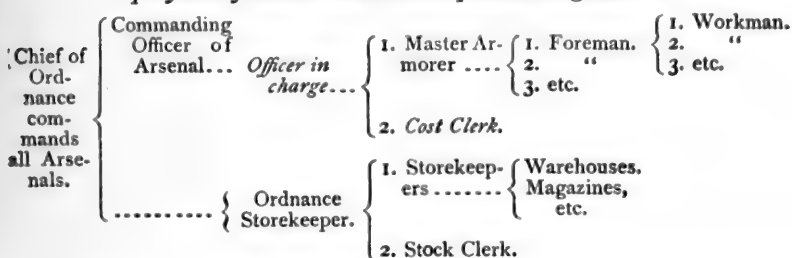 Chief of
Ord-
nance
com-
mands
all Arse-
nals.
Commanding
Officer of
Arsenal...
Officer in
charge...
1. Master Ar-
morer ....
1. Foreman.
2. "
3. etc.
1. Workman.
2. "
3. etc.
2. Cost Clerk.
..........
Ordnance
Storekeeper.
1. Storekeep-
ers.......
Warehouses.
Magazines,
etc.
2. Stock Clerk.